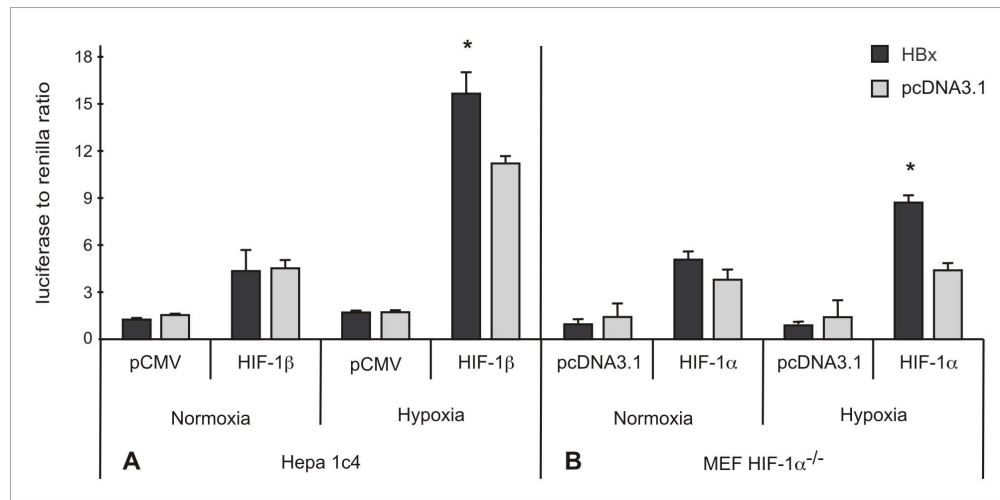 luciferase to renilla ratio
18
15
12
9
6
3
0
*
*
HBx
pcDNA3.1
pCMV HIF-1β pCMV HIF-1β pcDNA3.1 HIF-1α pcDNA3.1 HIF-1α
Normoxia Hypoxia Normoxia Hypoxia
A Hepa 1c4 B MEF HIF-1α-/-